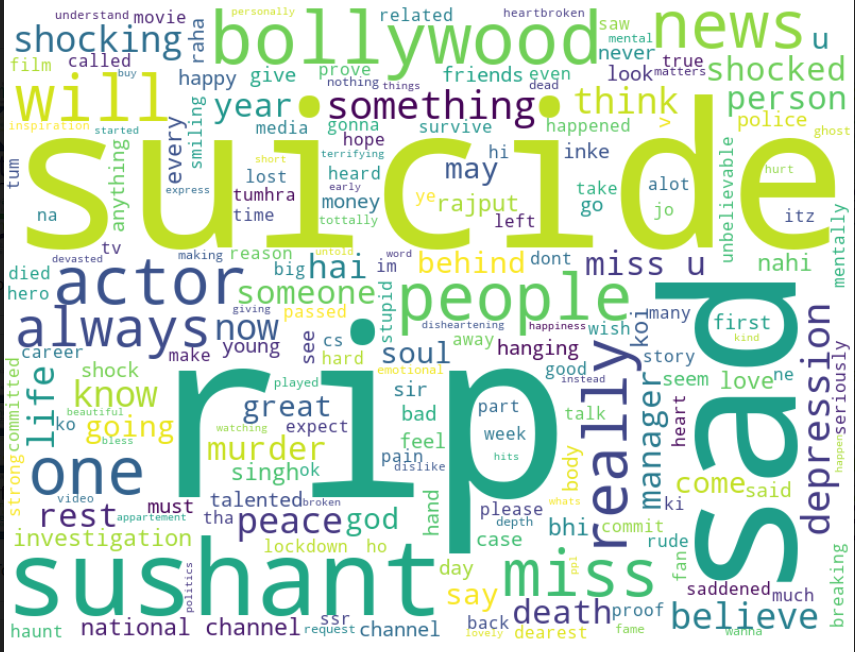 understand movie related personally heartbroken
shocking raha bollywood saw mental news u
film called happy give prove nothing things friends even never look true matters shocked
buy dead
will year something think person
inspiration started smiling media gonna survive happened > police ghost
every hope hi inke unbelievable
tum anything short terrifying heard may hurt
suicide
lost express early money ye rajput take alot
tumhra go jo itz
na time tottally left
tv devasted making reason untold word dont miss u nahi mentally
died actor big hai im behind
hero someone passed stupid people many first
giving disheartening happiness wish koi kind
always now see cs away hanging sad
career make young hard soul good story
shock emotional instead seem love ne
committed life know played sir part talk really manager heart depression seriously
beautiful great bad
ko going watching expect feel week
bless murder pain hits body come said happen
one singh ok dislike
strong rip
video talented broken hand please whats ki
rest must tha peace god depth bhi commit
appartement
investigation lockdown ho case rude
sushant day miss ppl fan breaking
politics say saddened much
death proof believe
haunt national channel ssr request channel back lovely dearest fame wanna